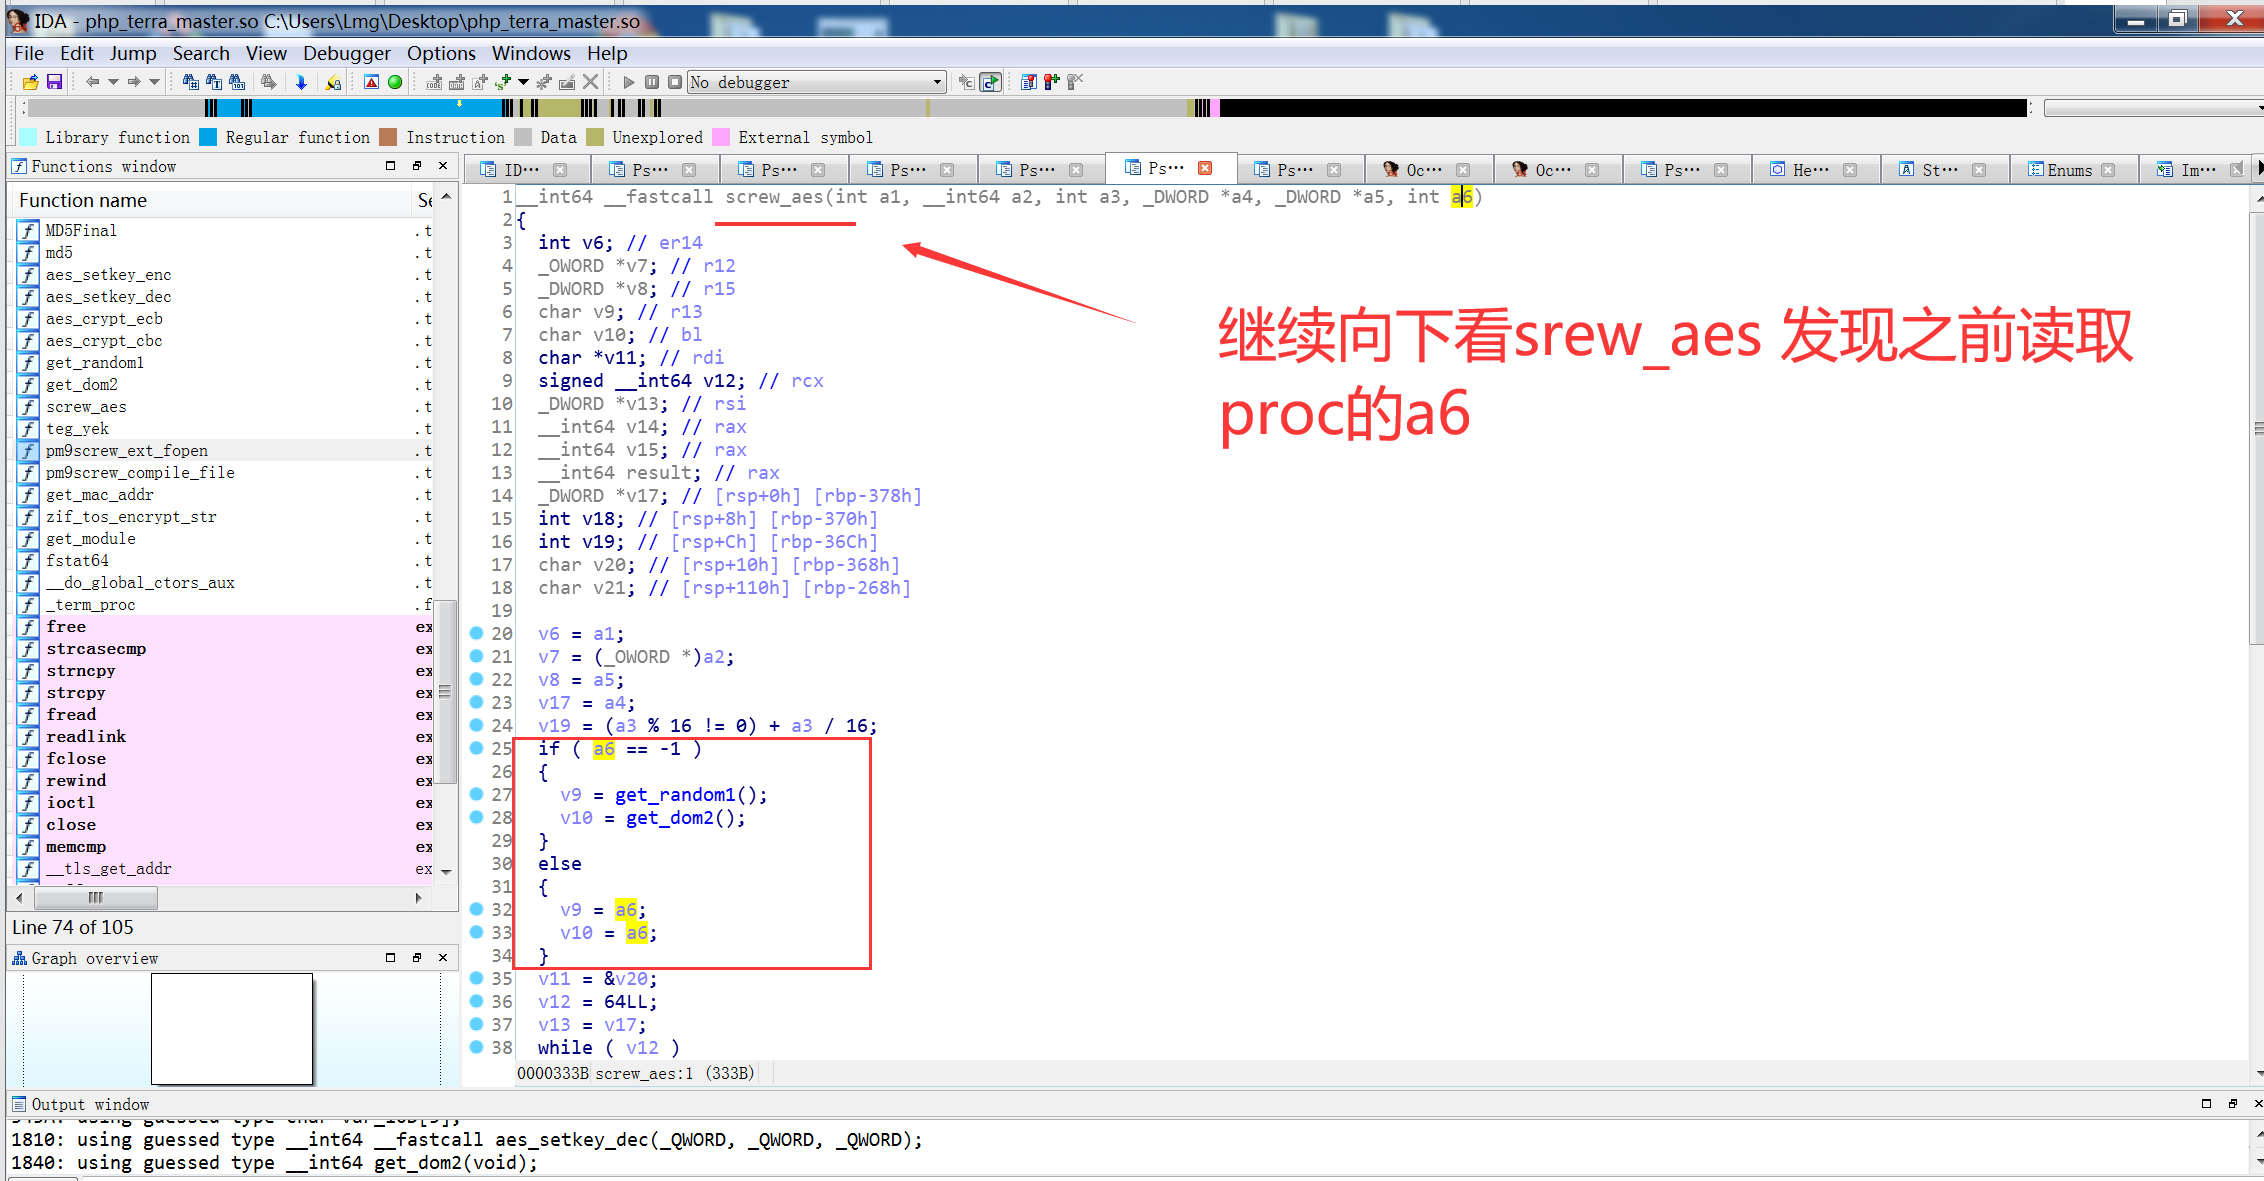 IDA - php_terra_master.so C:\Users\Lmg\Desktop\php_terra_master.so
File Edit Jump Search View Debugger Options Windows Help
No debugger
Library function Regular function Instruction Data Unexplored External symbol
Functions window
ID··· Ps··· Ps··· Ps··· Ps··· Ps··· Ps··· Oc··· Oc··· Ps··· He··· St··· Enums Im···
Function name Se
MD5Final .t
md5 .t
aes_setkey_enc .t
aes_setkey_dec .t
aes_crypt_ecb .t
aes_crypt_cbc .t
get_random1 .t
get_dom2 .t
screw_aes .t
teg_yek .t
pm9screw_ext_fopen .t
pm9screw_compile_file .t
get_mac_addr .t
zif_tos_encrypt_str .t
get_module .t
fstat64 .t
__do_global_ctors_aux .t
_term_proc .f
free ex
strcasecmp ex
strncpy ex
strcpy ex
fread ex
readlink ex
fclose ex
rewind ex
ioctl ex
close ex
memcmp ex
__tls_get_addr ex
Line 74 of 105
Graph overview
1 __int64 __fastcall screw_aes(int a1, __int64 a2, int a3, _DWORD *a4, _DWORD *a5, int a6)
2 {
3 int v6; // er14
4 _OWORD *v7; // r12
5 _DWORD *v8; // r15
6 char v9; // r13
7 char v10; // bl
8 char *v11; // rdi
9 signed __int64 v12; // rcx
10 _DWORD *v13; // rsi
11 __int64 v14; // rax
12 __int64 v15; // rax
13 __int64 result; // rax
14 _DWORD *v17; // [rsp+0h] [rbp-378h]
15 int v18; // [rsp+8h] [rbp-370h]
16 int v19; // [rsp+Ch] [rbp-36Ch]
17 char v20; // [rsp+10h] [rbp-368h]
18 char v21; // [rsp+110h] [rbp-268h]
19
20 v6 = a1;
21 v7 = (_OWORD *)a2;
22 v8 = a5;
23 v17 = a4;
24 v19 = (a3 % 16 != 0) + a3 / 16;
25 if ( a6 == -1 )
26 {
27 v9 = get_random1();
28 v10 = get_dom2();
29 }
30 else
31 {
32 v9 = a6;
33 v10 = a6;
34 }
35 v11 = &v20;
36 v12 = 64LL;
37 v13 = v17;
38 while ( v12 )
0000333B screw_aes:1 (333B)
继续向下看srew_aes 发现之前读取
proc的a6
Output window
1810: using guessed type __int64 __fastcall aes_setkey_dec(_QWORD, _QWORD, _QWORD);
1840: using guessed type __int64 get_dom2(void);